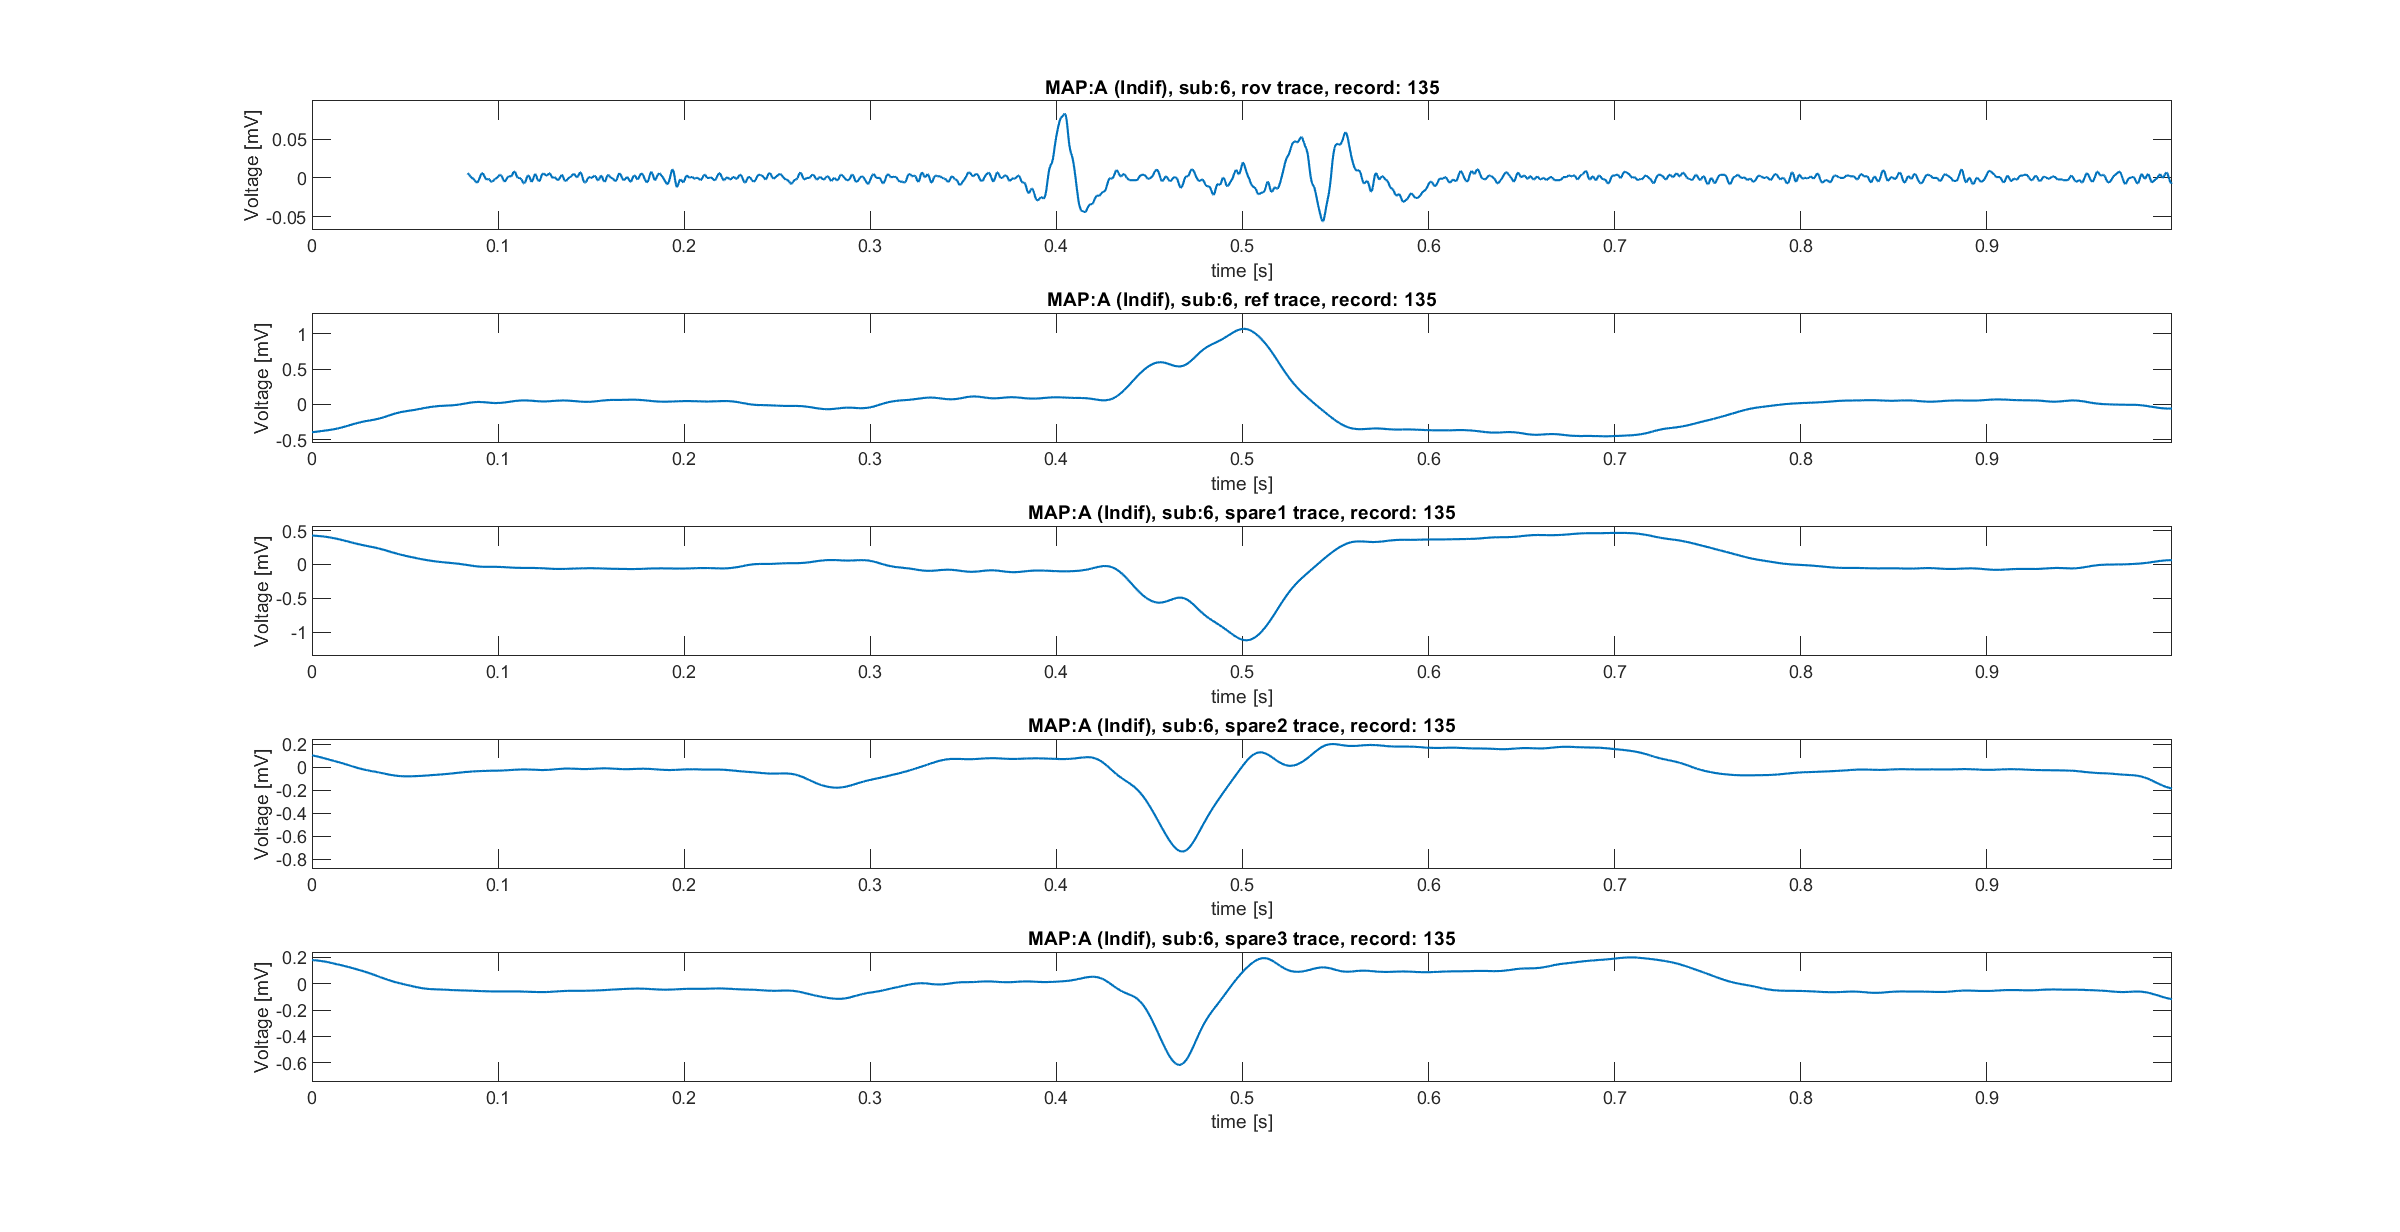 MAP:A (Indif), sub:6, rov trace, record: 135
Voltage [mV]
0.05
0
-0.05
0 0.1 0.2 0.3 0.4 0.5 0.6 0.7 0.8 0.9
time [s]
MAP:A (Indif), sub:6, ref trace, record: 135
Voltage [mV]
1
0.5
0
-0.5
0 0.1 0.2 0.3 0.4 0.5 0.6 0.7 0.8 0.9
time [s]
MAP:A (Indif), sub:6, spare1 trace, record: 135
Voltage [mV]
0.5
0
-0.5
-1
0 0.1 0.2 0.3 0.4 0.5 0.6 0.7 0.8 0.9
time [s]
MAP:A (Indif), sub:6, spare2 trace, record: 135
Voltage [mV]
0.2
0
-0.2
-0.4
-0.6
-0.8
0 0.1 0.2 0.3 0.4 0.5 0.6 0.7 0.8 0.9
time [s]
MAP:A (Indif), sub:6, spare3 trace, record: 135
Voltage [mV]
0.2
0
-0.2
-0.4
-0.6
0 0.1 0.2 0.3 0.4 0.5 0.6 0.7 0.8 0.9
time [s]